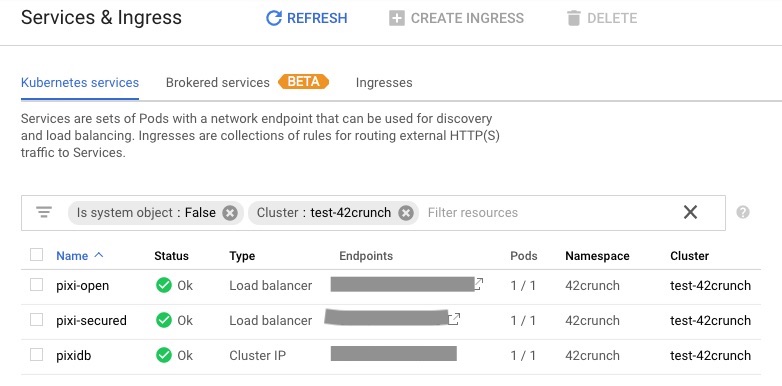 Services & Ingress REFRESH CREATE INGRESS DELETE
Kubernetes services Brokered services BETA Ingresses
Services are sets of Pods with a network endpoint that can be used for discovery
and load balancing. Ingresses are collections of rules for routing external HTTP(S)
traffic to Services.
Is system object : False Cluster : test-42crunch Filter resources
Name Status Type Endpoints Pods Namespace Cluster
pixi-open Ok Load balancer 1 / 1 42crunch test-42crunch
pixi-secured Ok Load balancer 1 / 1 42crunch test-42crunch
pixidb Ok Cluster IP 1 / 1 42crunch test-42crunch